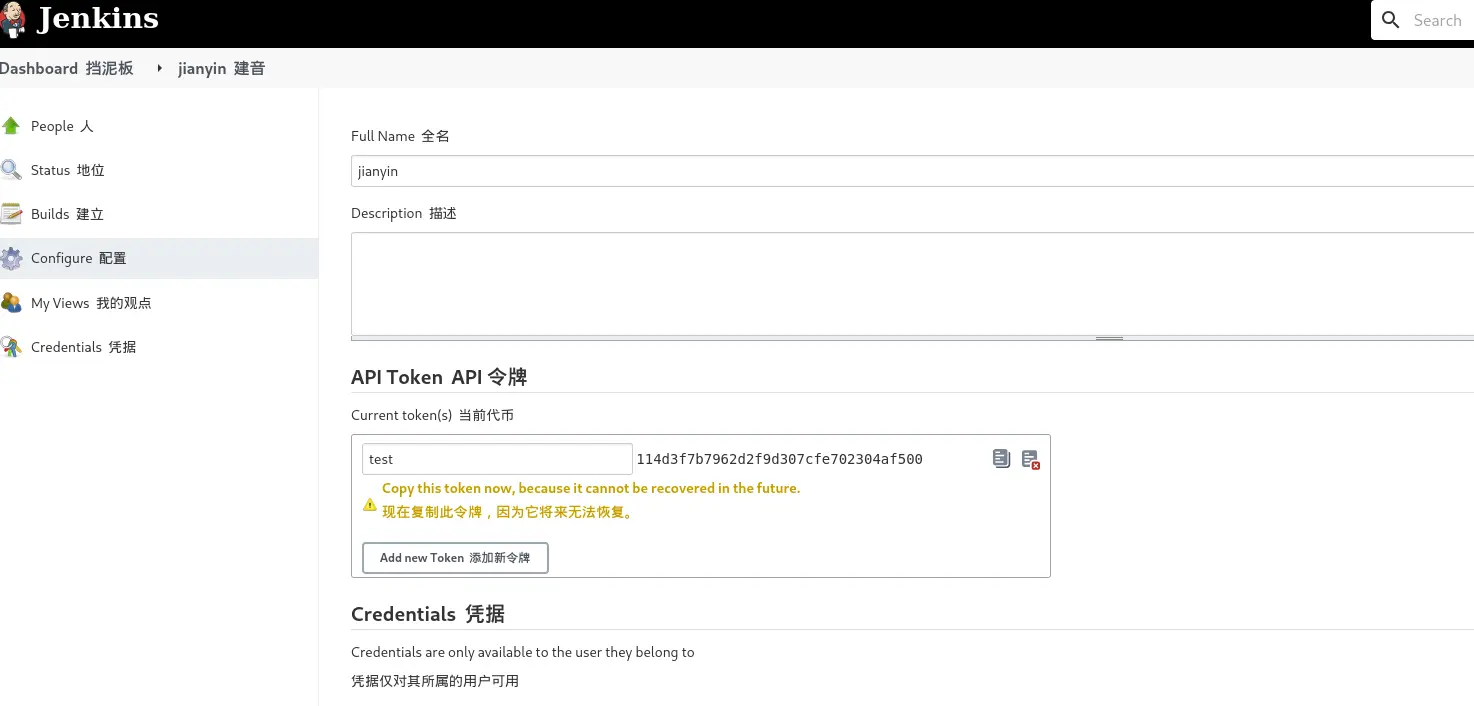 Jenkins
Search
Dashboard 挡泥板 jianyin 建音
People 人
Status 地位
Builds 建立
Configure 配置
My Views 我的观点
Credentials 凭据
Full Name 全名
jianyin
Description 描述
API Token API 令牌
Current token(s) 当前代币
test 114d3f7b7962d2f9d307cfe702304af500
Copy this token now, because it cannot be recovered in the future.
现在复制此令牌，因为它将来无法恢复。
Add new Token 添加新令牌
Credentials 凭据
Credentials are only available to the user they belong to
凭据仅对其所属的用户可用